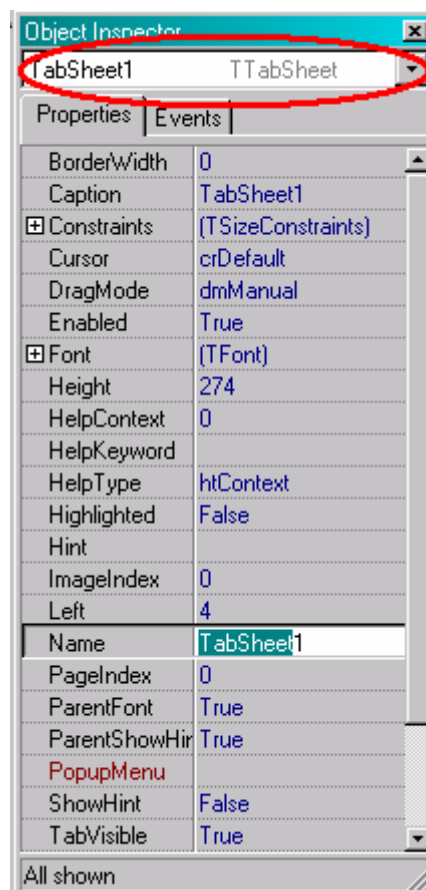 Object Inspector
TabSheet1 TTabSheet
Properties Events
BorderWidth 0
Caption TabSheet1
Constraints (TSizeConstraints)
Cursor crDefault
DragMode dmManual
Enabled True
Font (TFont)
Height 274
HelpContext 0
HelpKeyword
HelpType htContext
Highlighted False
Hint
ImageIndex 0
Left 4
Name TabSheet1
PageIndex 0
ParentFont True
ParentShowHir True
PopupMenu
ShowHint False
TabVisible True
All shown